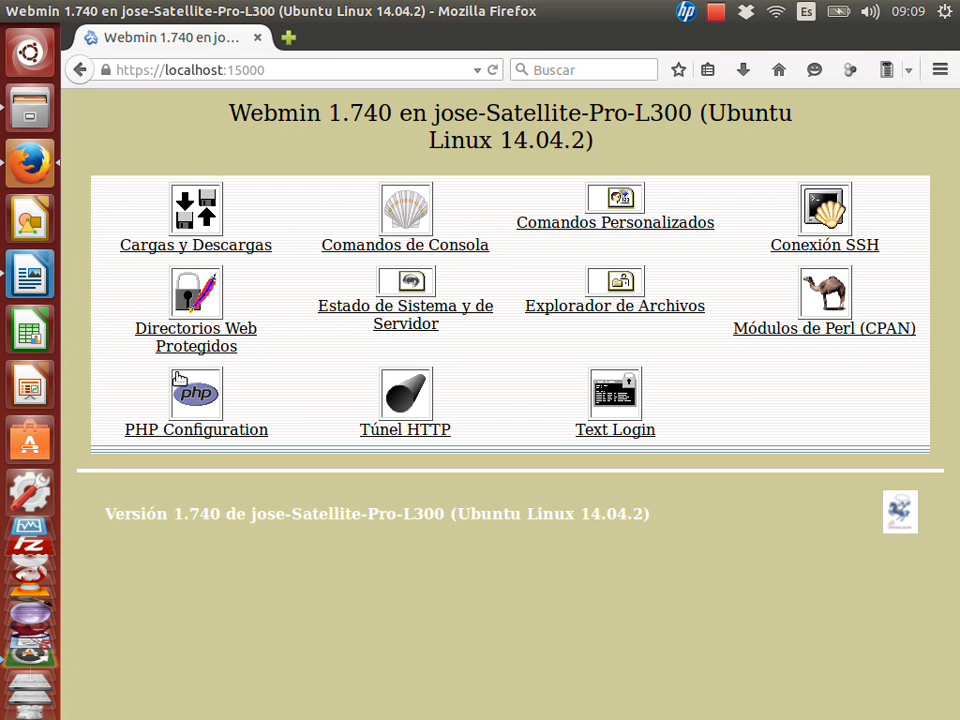 Webmin 1.740 en jose-Satellite-Pro-L300 (Ubuntu Linux 14.04.2) - Mozilla Firefox
hp
Es
09:09
Webmin 1.740 en jo...
https://localhost:15000
Buscar
Webmin 1.740 en jose-Satellite-Pro-L300 (Ubuntu
Linux 14.04.2)
Cargas y Descargas
Comandos de Consola
Comandos Personalizados
Conexión SSH
Directorios Web
Protegidos
Estado de Sistema y de
Servidor
Explorador de Archivos
Módulos de Perl (CPAN)
php
PHP Configuration
Túnel HTTP
Text Login
Versión 1.740 de jose-Satellite-Pro-L300 (Ubuntu Linux 14.04.2)